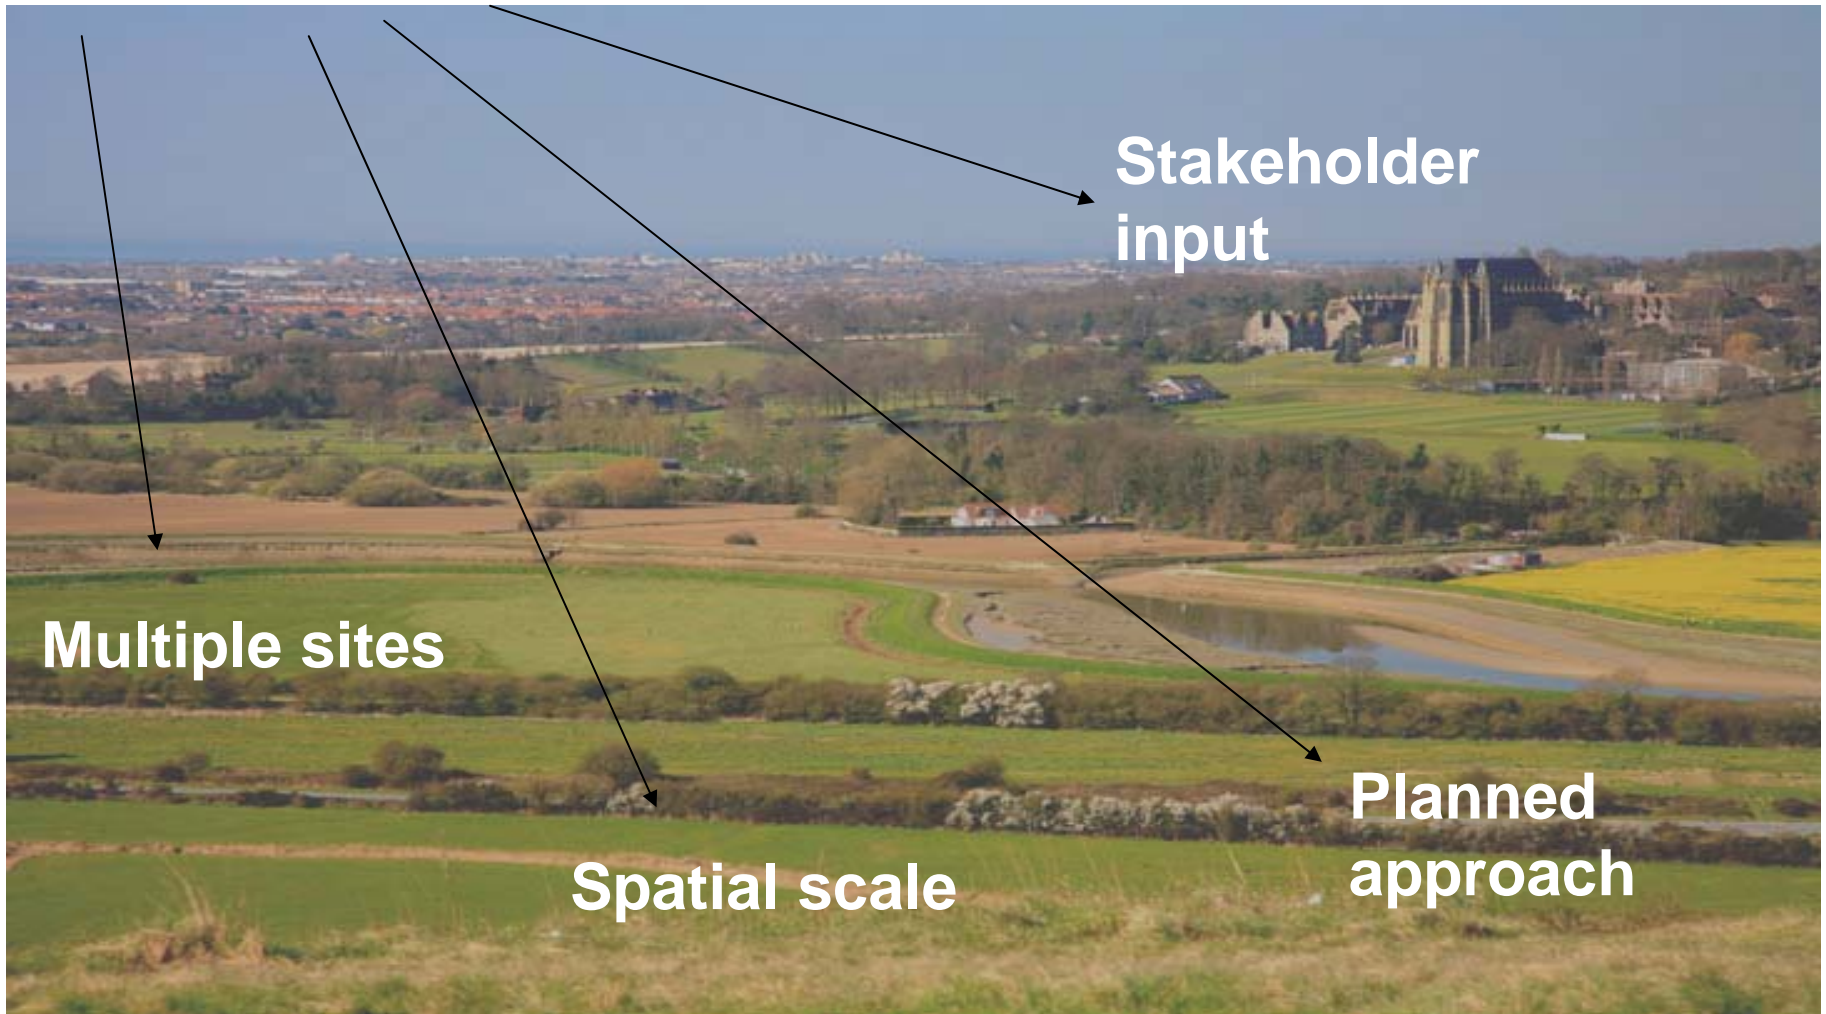 Stakeholder
input
Multiple sites
Planned
approach
Spatial scale